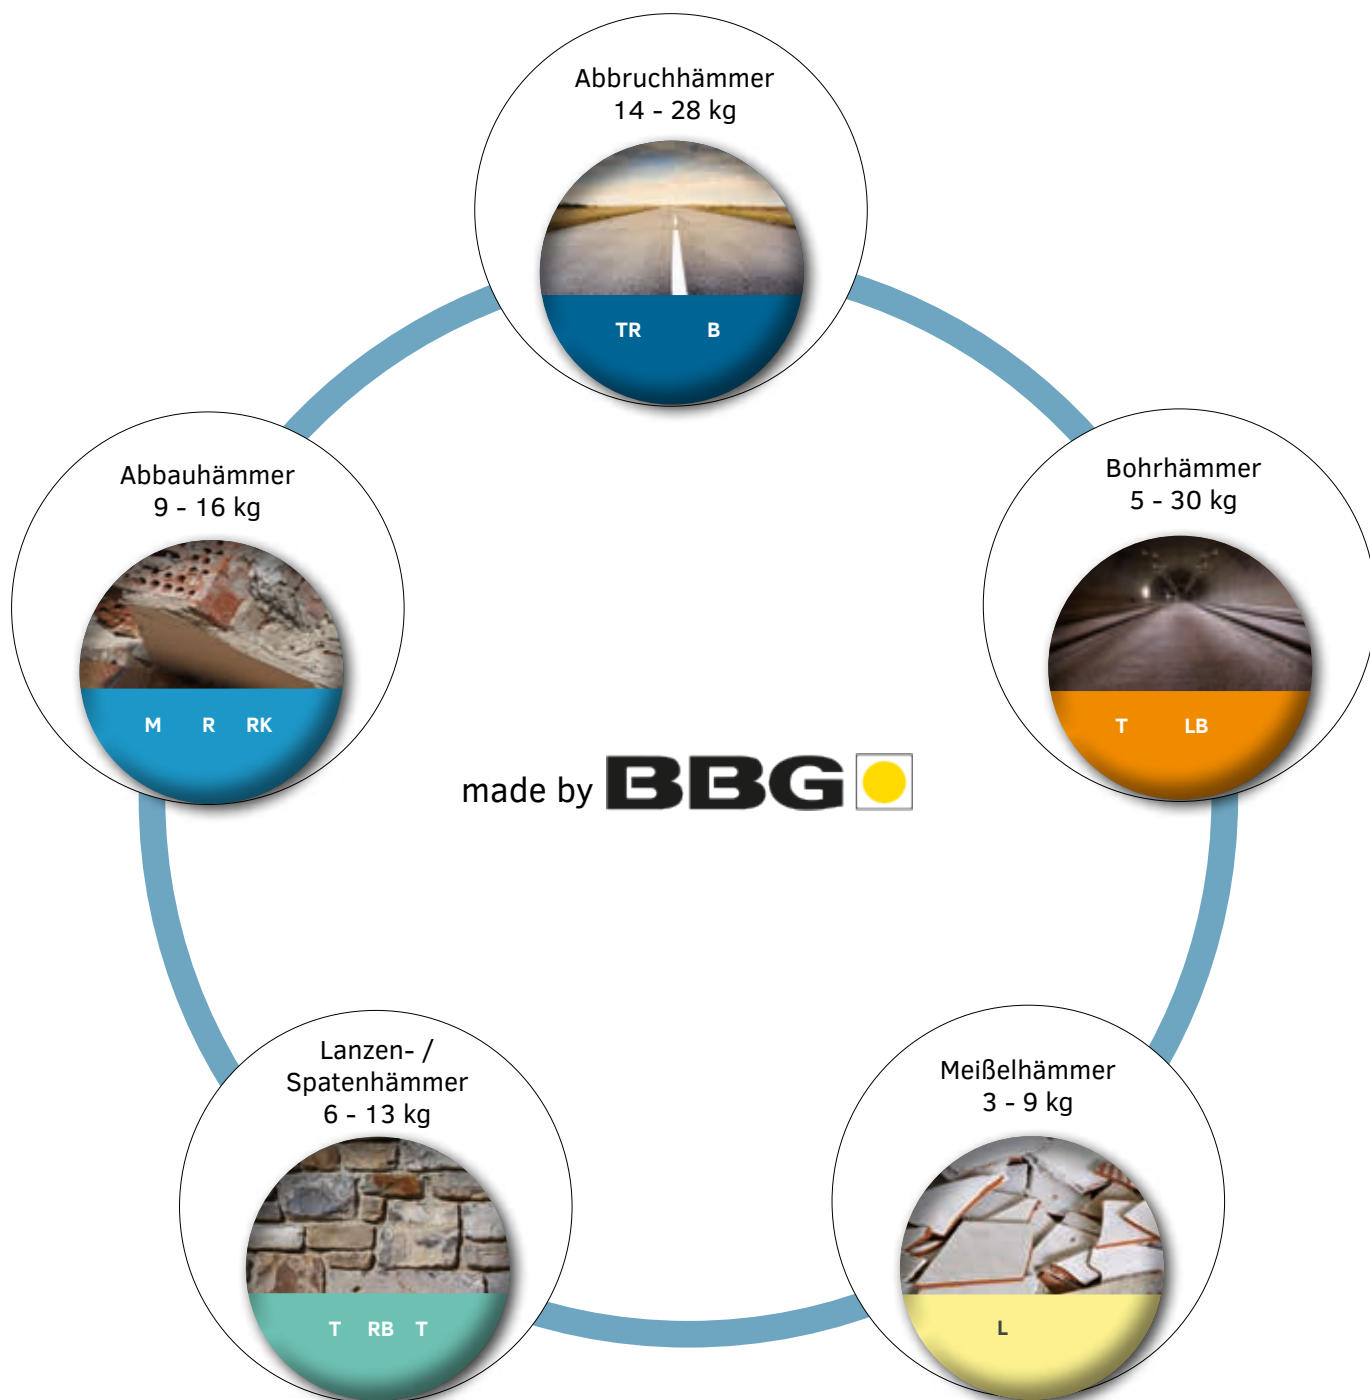 Abbruchhämmer
14 - 28 kg
TR B
Abbauhämmer
9 - 16 kg
M R RK
Bohrhämmer
5 - 30 kg
T LB
made by BBG
Lanzen- /
Spatenhämmer
6 - 13 kg
T RB T
Meißelhämmer
3 - 9 kg
L